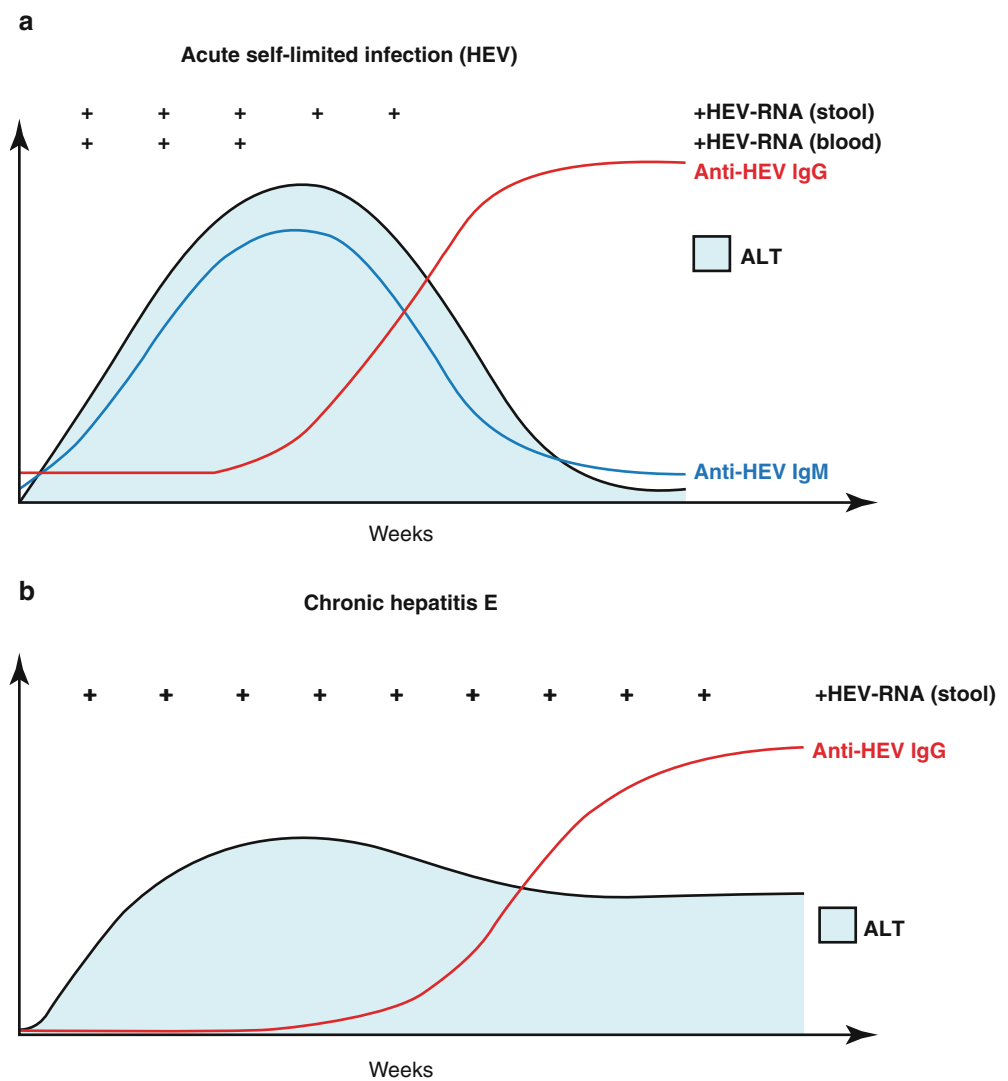 a
Acute self-limited infection (HEV)
+ + + + + +HEV-RNA (stool)
+ + + +HEV-RNA (blood)
Anti-HEV IgG
ALT
Anti-HEV IgM
Weeks
b
Chronic hepatitis E
+ + + + + + + + + +HEV-RNA (stool)
Anti-HEV IgG
ALT
Weeks